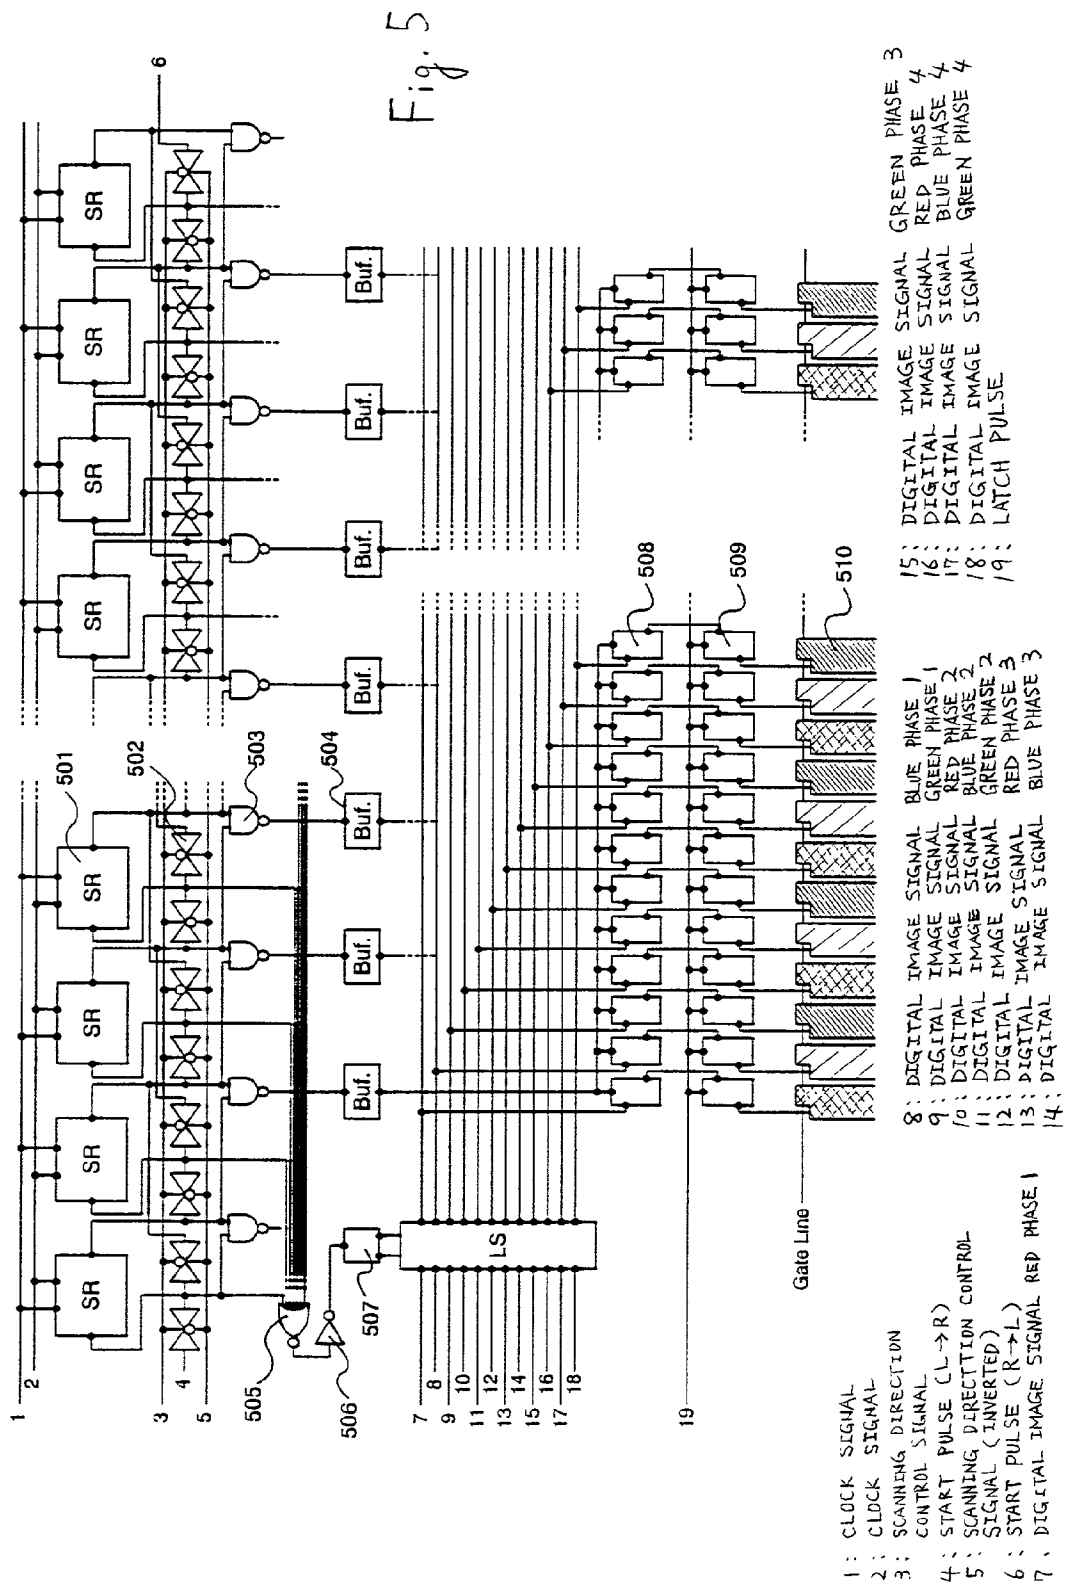 Fig. 5
1
2
3
4
5
6
SR
SR
SR
SR
SR
SR
SR
SR
501
502
503
504
505
506
507
Buf.
Buf.
Buf.
Buf.
Buf.
Buf.
Buf.
LS
7
8
9
10
11
12
13
14
15
16
17
18
19
508
509
510
Gate Line
1 : CLOCK SIGNAL
2 : CLOCK SIGNAL
3 : SCANNING DIRECTION
CONTROL SIGNAL
4 : START PULSE (L→R)
5 : SCANNING DIRECTTION CONTROL
SIGNAL (INVERTED)
6 : START PULSE (R→L)
7 : DIGITAL IMAGE SIGNAL RED PHASE 1
8 : DIGITAL IMAGE SIGNAL BLUE PHASE 1
9 : DIGITAL IMAGE SIGNAL GREEN PHASE 1
10 : DIGITAL IMAGE SIGNAL RED PHASE 2
11 : DIGITAL IMAGE SIGNAL BLUE PHASE 2
12 : DIGITAL IMAGE SIGNAL GREEN PHASE 2
13 : DIGITAL IMAGE SIGNAL RED PHASE 3
14 : DIGITAL IMAGE SIGNAL BLUE PHASE 3
15 : DIGITAL IMAGE SIGNAL GREEN PHASE 3
16 : DIGITAL IMAGE SIGNAL RED PHASE 4
17 : DIGITAL IMAGE SIGNAL BLUE PHASE 4
18 : DIGITAL IMAGE SIGNAL GREEN PHASE 4
19 : LATCH PULSE